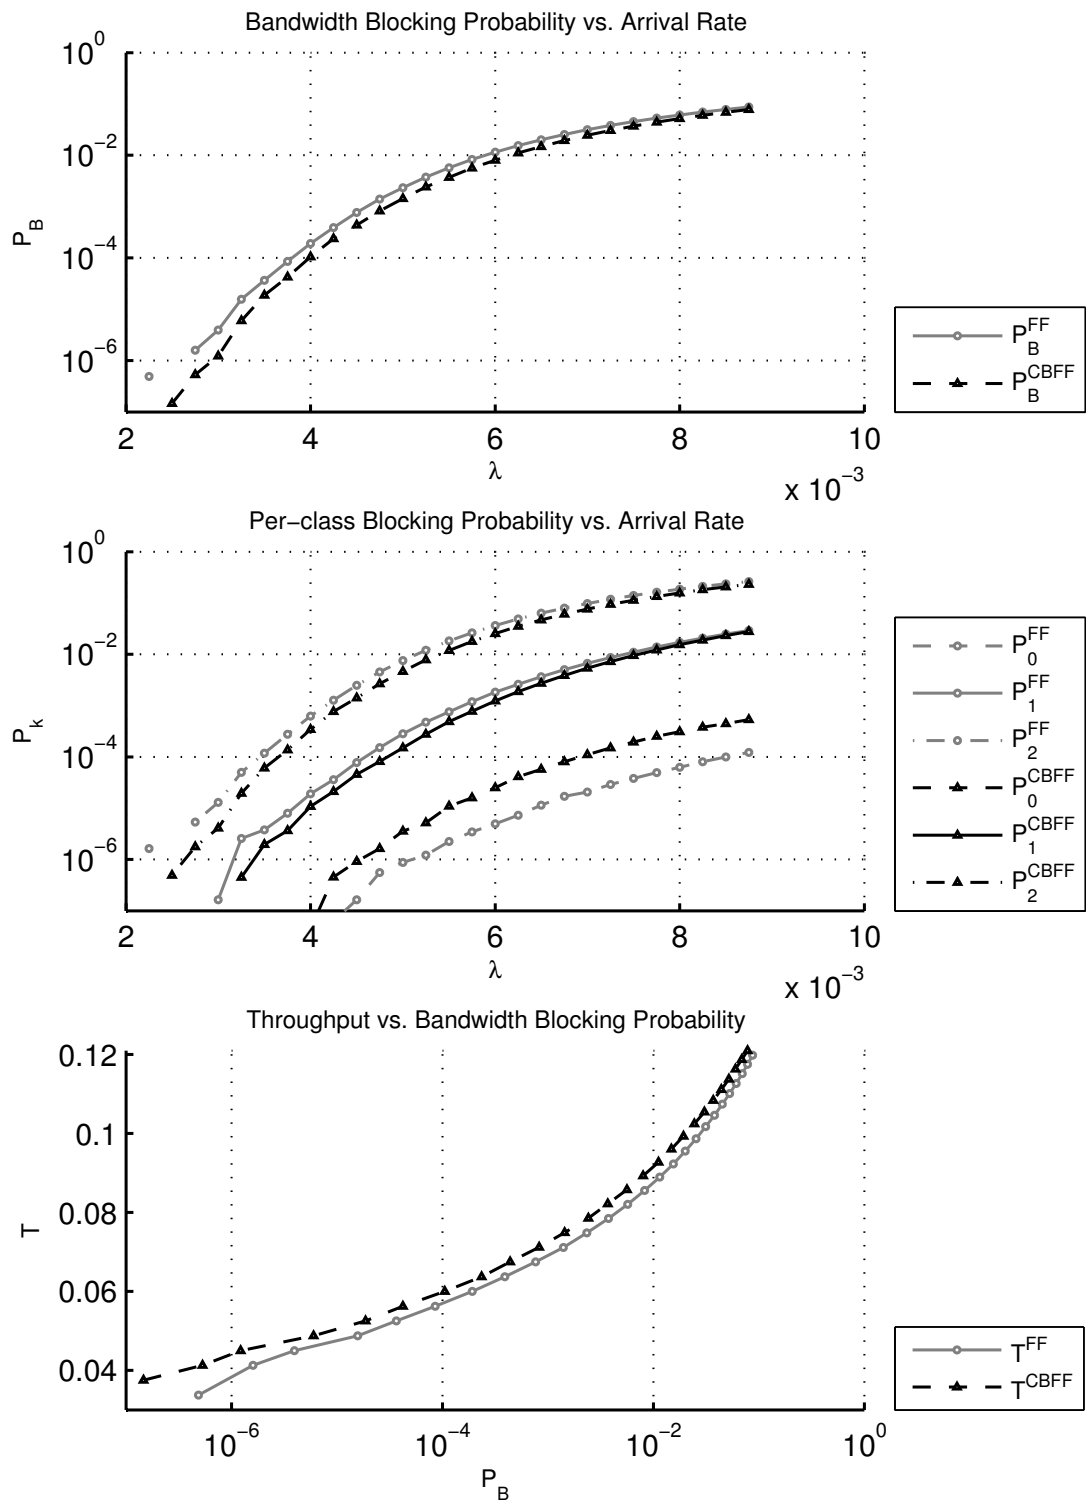 Bandwidth Blocking Probability vs. Arrival Rate
10^0
10^−2
10^−4
10^−6
P_B
2 4 6 8 10
λ
x 10^−3
P_B^FF
P_B^CBFF
Per−class Blocking Probability vs. Arrival Rate
10^0
10^−2
10^−4
10^−6
P_k
2 4 6 8 10
λ
x 10^−3
P_0^FF
P_1^FF
P_2^FF
P_0^CBFF
P_1^CBFF
P_2^CBFF
Throughput vs. Bandwidth Blocking Probability
0.12
0.1
0.08
0.06
0.04
T
10^−6 10^−4 10^−2 10^0
P_B
T^FF
T^CBFF